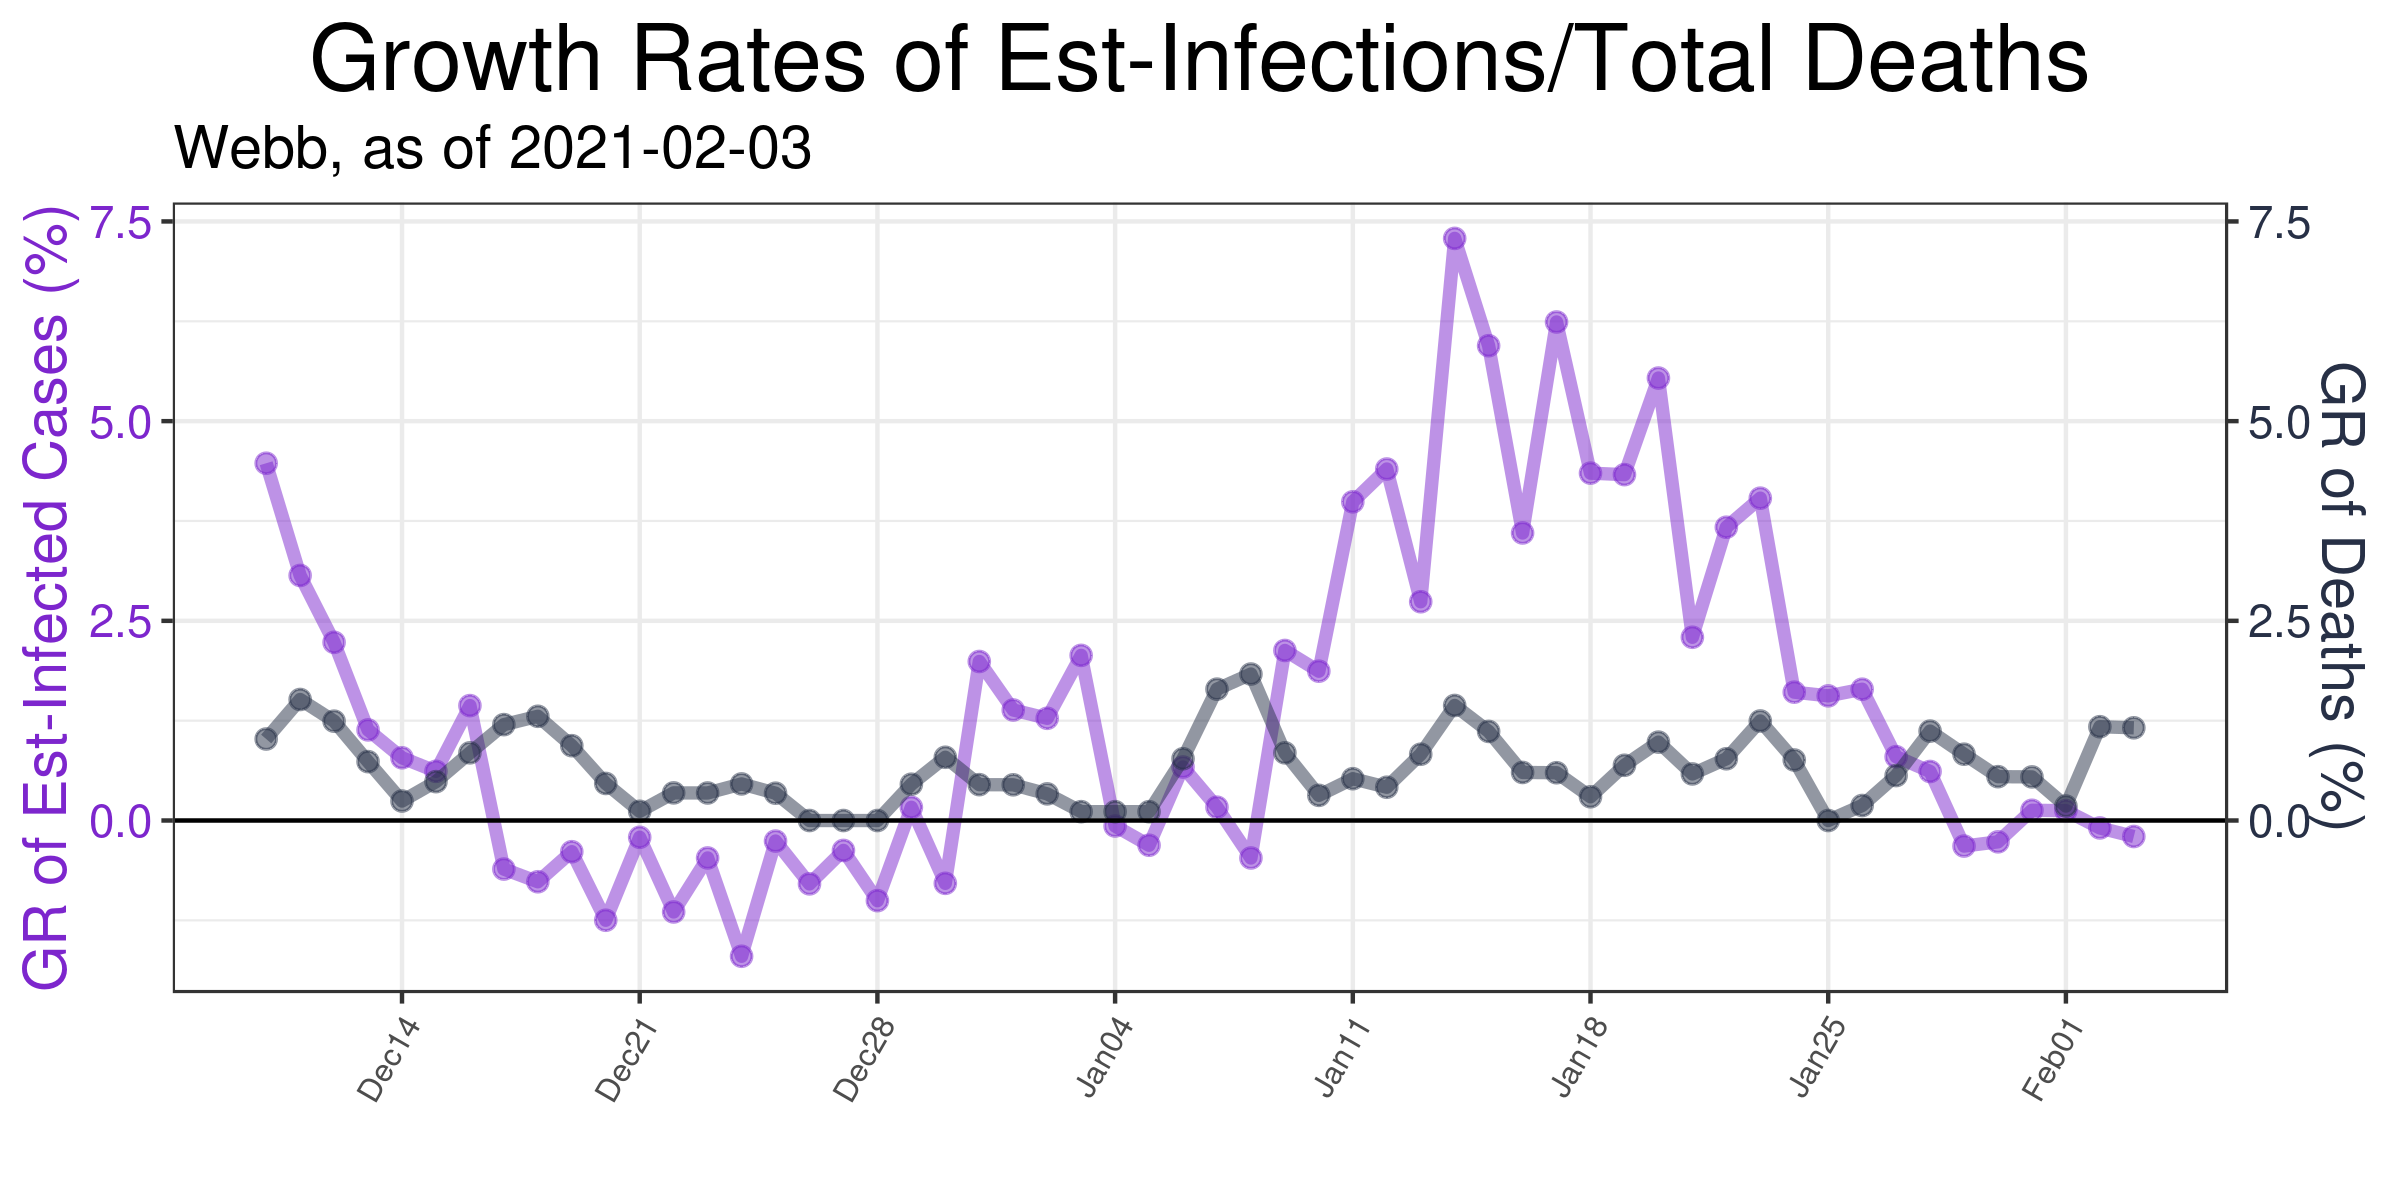 Growth Rates of Est-Infections/Total Deaths
Webb, as of 2021-02-03
GR of Est-Infected Cases (%)
7.5
5.0
2.5
0.0
7.5
5.0
2.5
0.0
GR of Deaths (%)
Dec14
Dec21
Dec28
Jan04
Jan11
Jan18
Jan25
Feb01